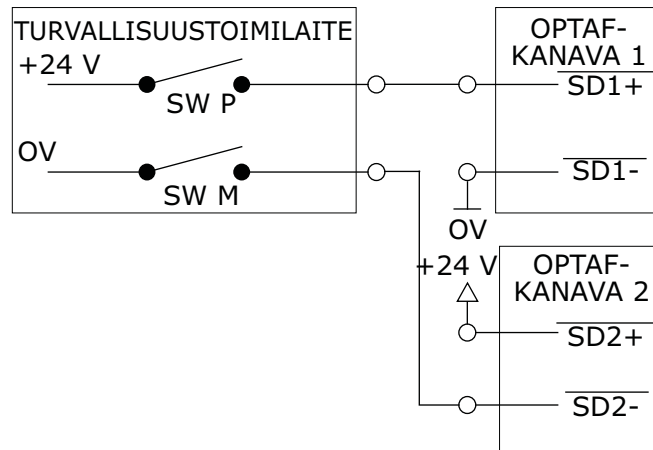 TURVALLISUUSTOIMILAITE
+24 V
SW P
OV
SW M
OPTAF-
KANAVA 1
SD1+
SD1-
OV
+24 V
OPTAF-
KANAVA 2
SD2+
SD2-